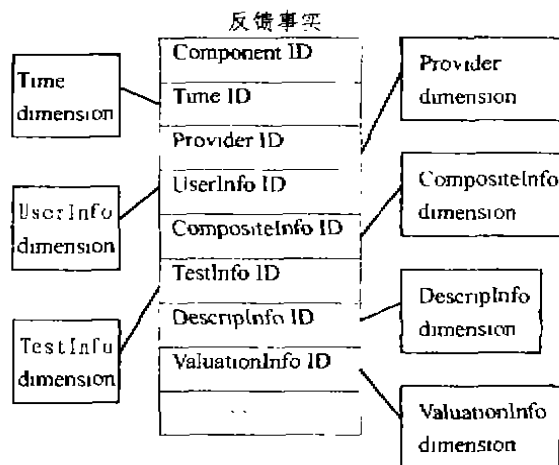 反馈事实
Component ID
Time ID
Provider ID
UserInfo ID
CompositeInfo ID
TestInfo ID
DescripInfo ID
ValuationInfo ID
...
Time
dimension
UserInfo
dimension
TestInfo
dimension
Provider
dimension
CompositeInfo
dimension
DescripInfo
dimension
ValuationInfo
dimension